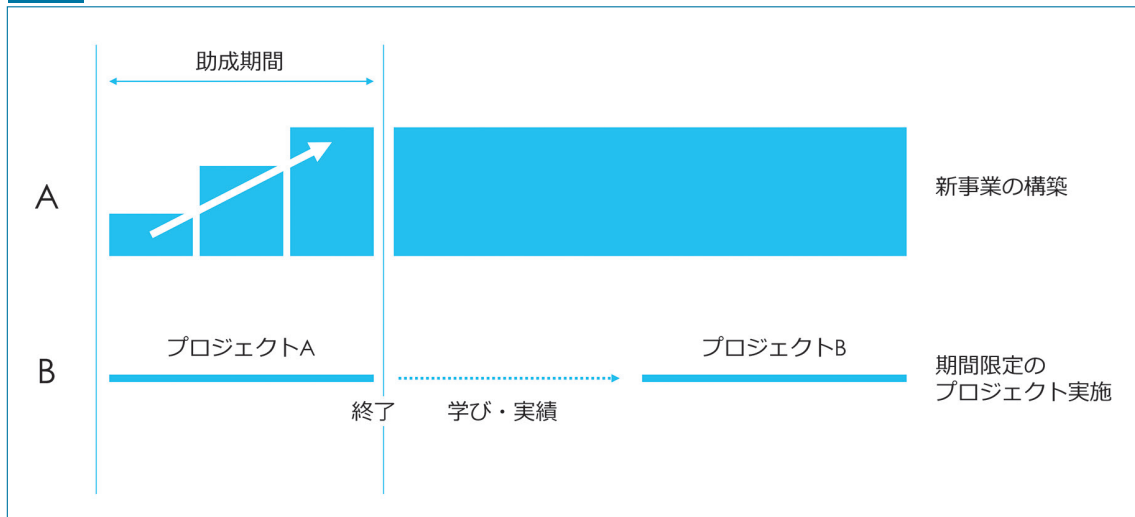 助成期間
A
新事業の構築
B
プロジェクトA
プロジェクトB
期間限定の
プロジェクト実施
終了
学び・実績